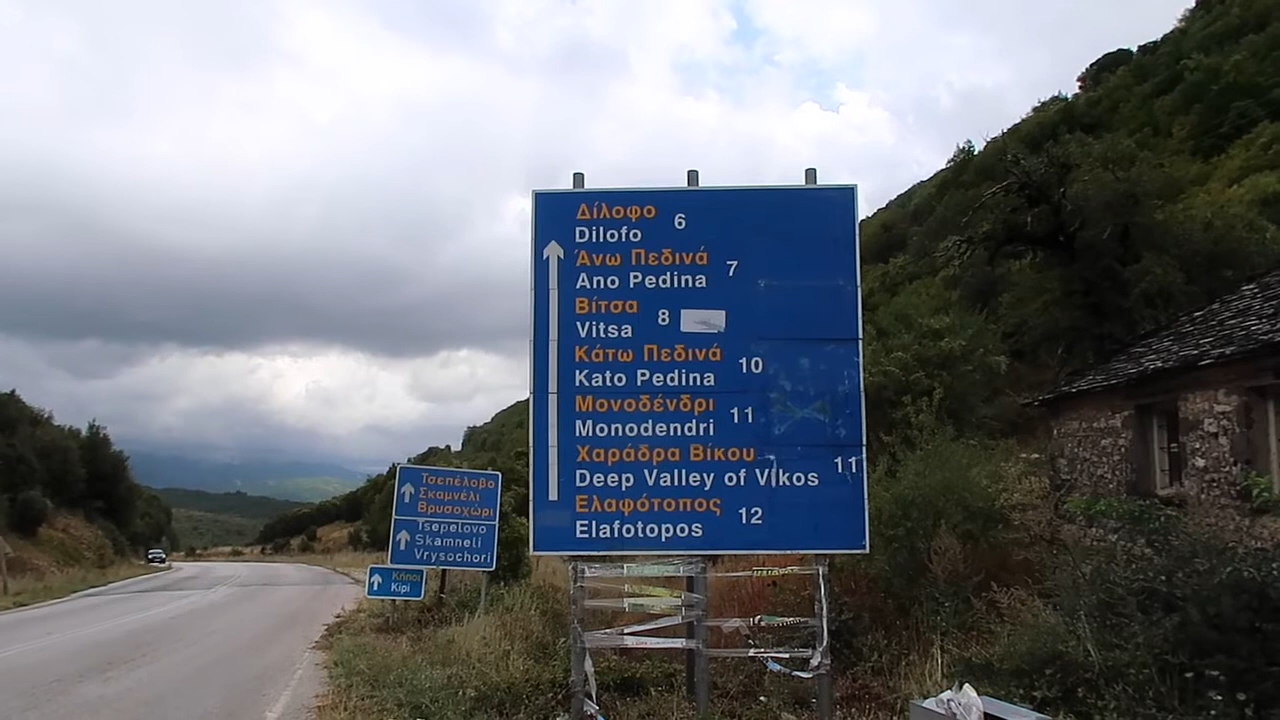 Δίλοφο
Dilofo 6
Άνω Πεδινά
Ano Pedina 7
Βίτσα
Vitsa 8
Κάτω Πεδινά
Kato Pedina 10
Μονοδένδρι
Monodendri 11
Χαράδρα Βίκου
Deep Valley of Vikos 11
Ελαφότοπος
Elafotopos 12
Τσεπέλοβο
Σκαμνέλι
Βρυσοχώρι
Tsepelovo
Skamneli
Vrysochori
Κήποι
Kipi